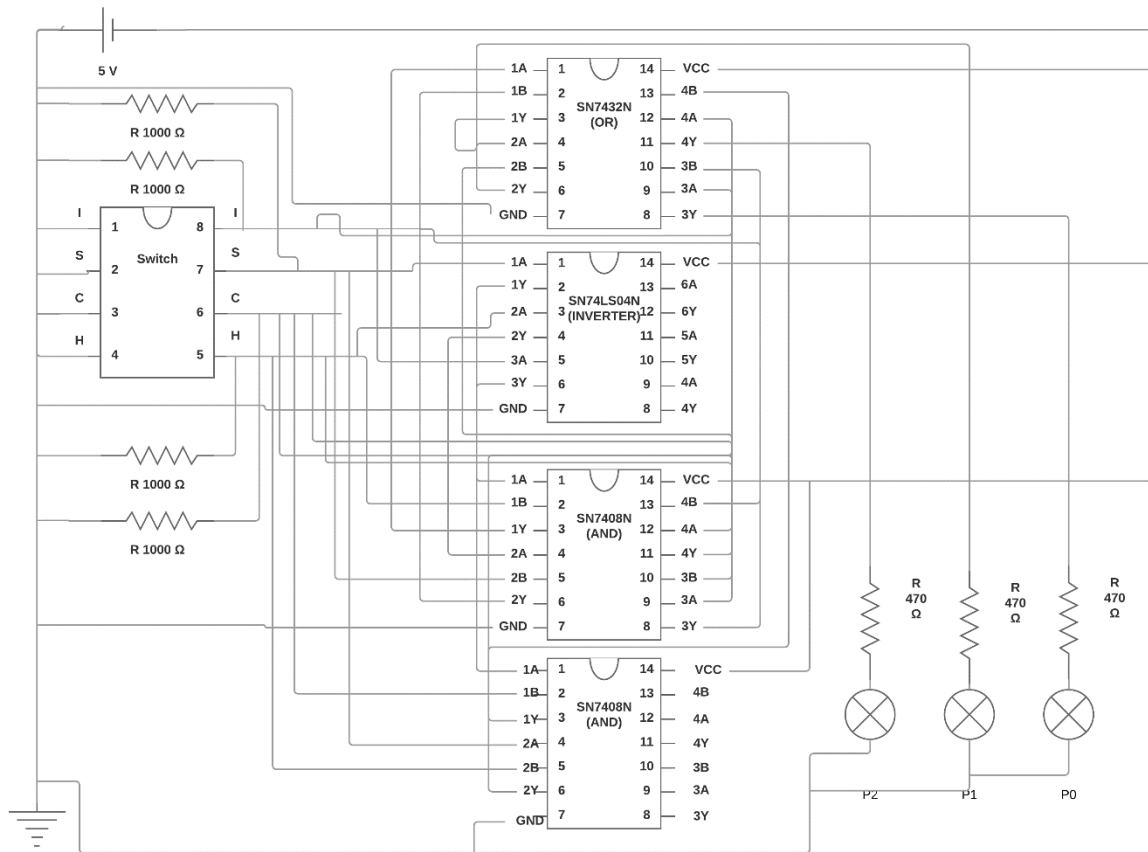 5 V
R 1000 Ω
R 1000 Ω
I
S
C
H
1
2
3
4
Switch
8
7
6
5
I
S
C
H
R 1000 Ω
R 1000 Ω
1A 1 14 VCC
1B 2 13 4B
SN7432N
(OR)
1Y 3 12 4A
2A 4 11 4Y
2B 5 10 3B
2Y 6 9 3A
GND 7 8 3Y
1A 1 14 VCC
1Y 2 13 6A
SN74LS04N
(INVERTER)
2A 3 12 6Y
2Y 4 11 5A
3A 5 10 5Y
3Y 6 9 4A
GND 7 8 4Y
1A 1 14 VCC
1B 2 13 4B
SN7408N
(AND)
1Y 3 12 4A
2A 4 11 4Y
2B 5 10 3B
2Y 6 9 3A
GND 7 8 3Y
1A 1 14 VCC
1B 2 13 4B
SN7408N
(AND)
1Y 3 12 4A
2A 4 11 4Y
2B 5 10 3B
2Y 6 9 3A
GND 7 8 3Y
R
470
Ω
R
470
Ω
R
470
Ω
P2 P1 P0